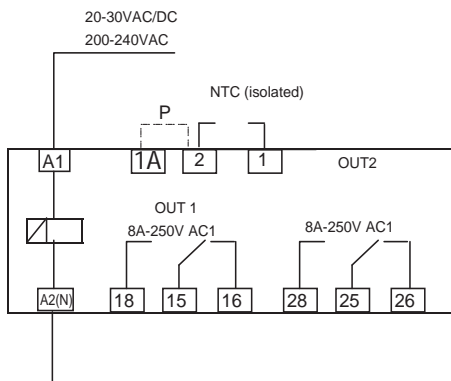 20-30VAC/DC
200-240VAC
NTC (isolated)
P
A1
1A
2
1
OUT2
OUT 1
8A-250V AC1
8A-250V AC1
A2(N)
18
15
16
28
25
26